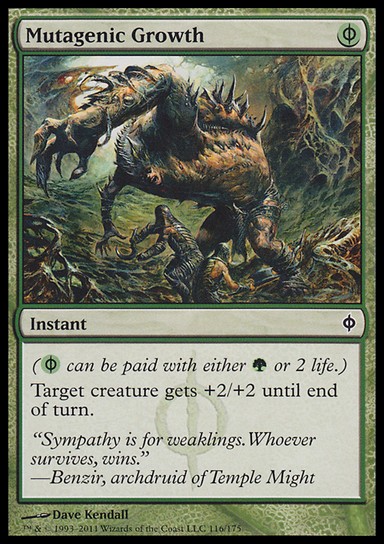 Mutagenic Growth
Instant
( can be paid with either or 2 life.)
Target creature gets +2/+2 until end
of turn.
“Sympathy is for weaklings. Whoever
survives, wins.”
—Benzir, archdruid of Temple Might
Dave Kendall
™ & © 1993-2011 Wizards of the Coast LLC 116/175